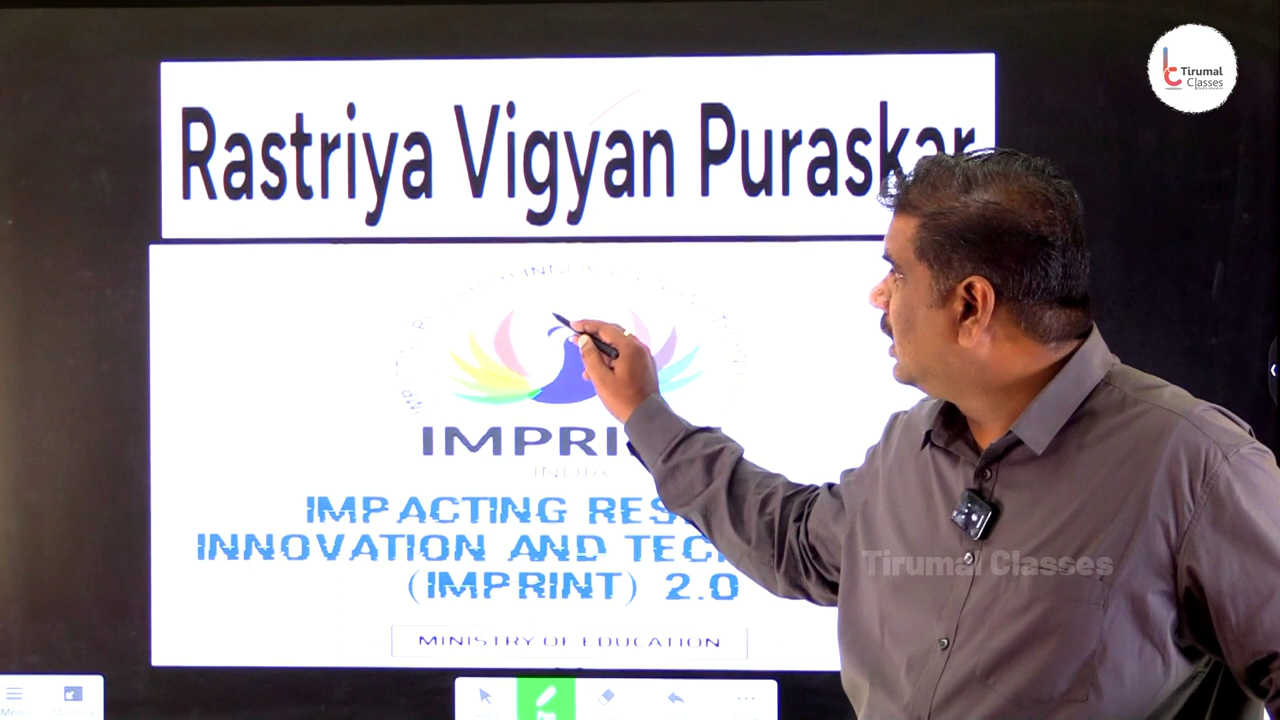 Tirumal
Classes
Rastriya Vigyan Puraskar
IMPRI
INDIA
IMPACTING RES
INNOVATION AND TEC
(IMPRINT) 2.0
MINISTRY OF EDUCATION
Tirumal Classes